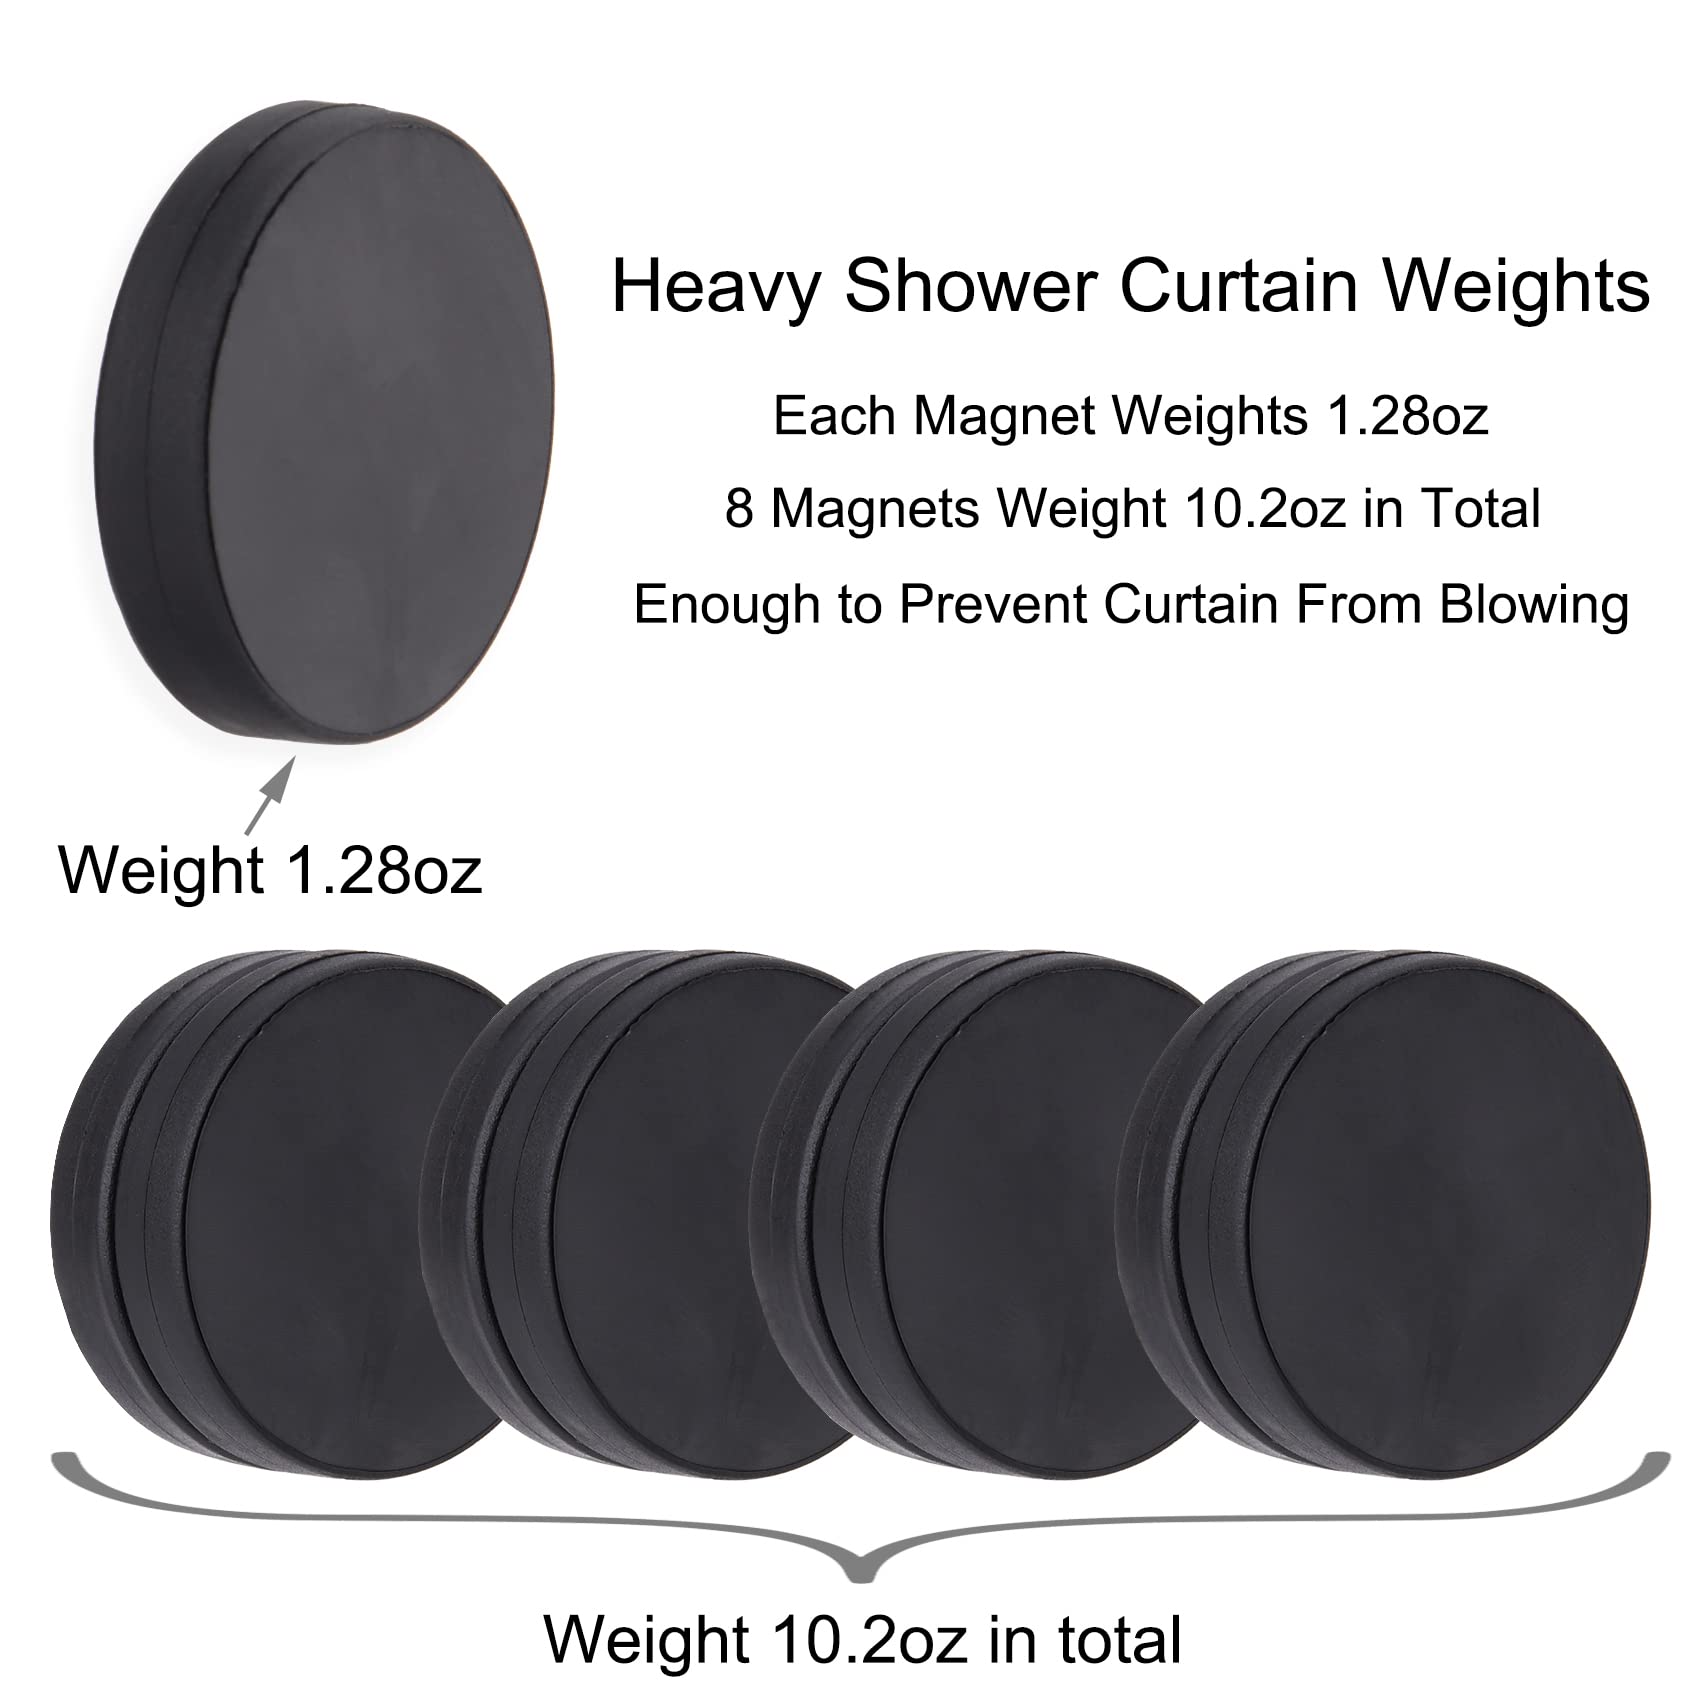 Heavy Shower Curtain Weights
Each Magnet Weights 1.28oz
8 Magnets Weight 10.2oz in Total
Enough to Prevent Curtain From Blowing
Weight 1.28oz
Weight 10.2oz in total